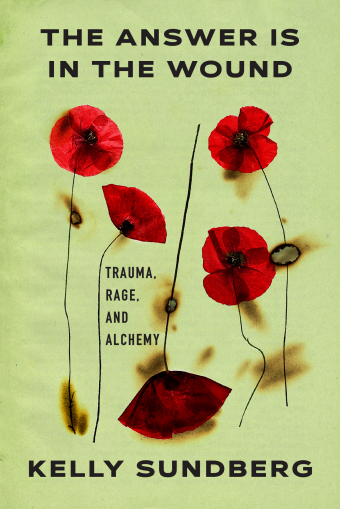 THE ANSWER IS
IN THE WOUND
TRAUMA,
RAGE,
AND
ALCHEMY
KELLY SUNDBERG